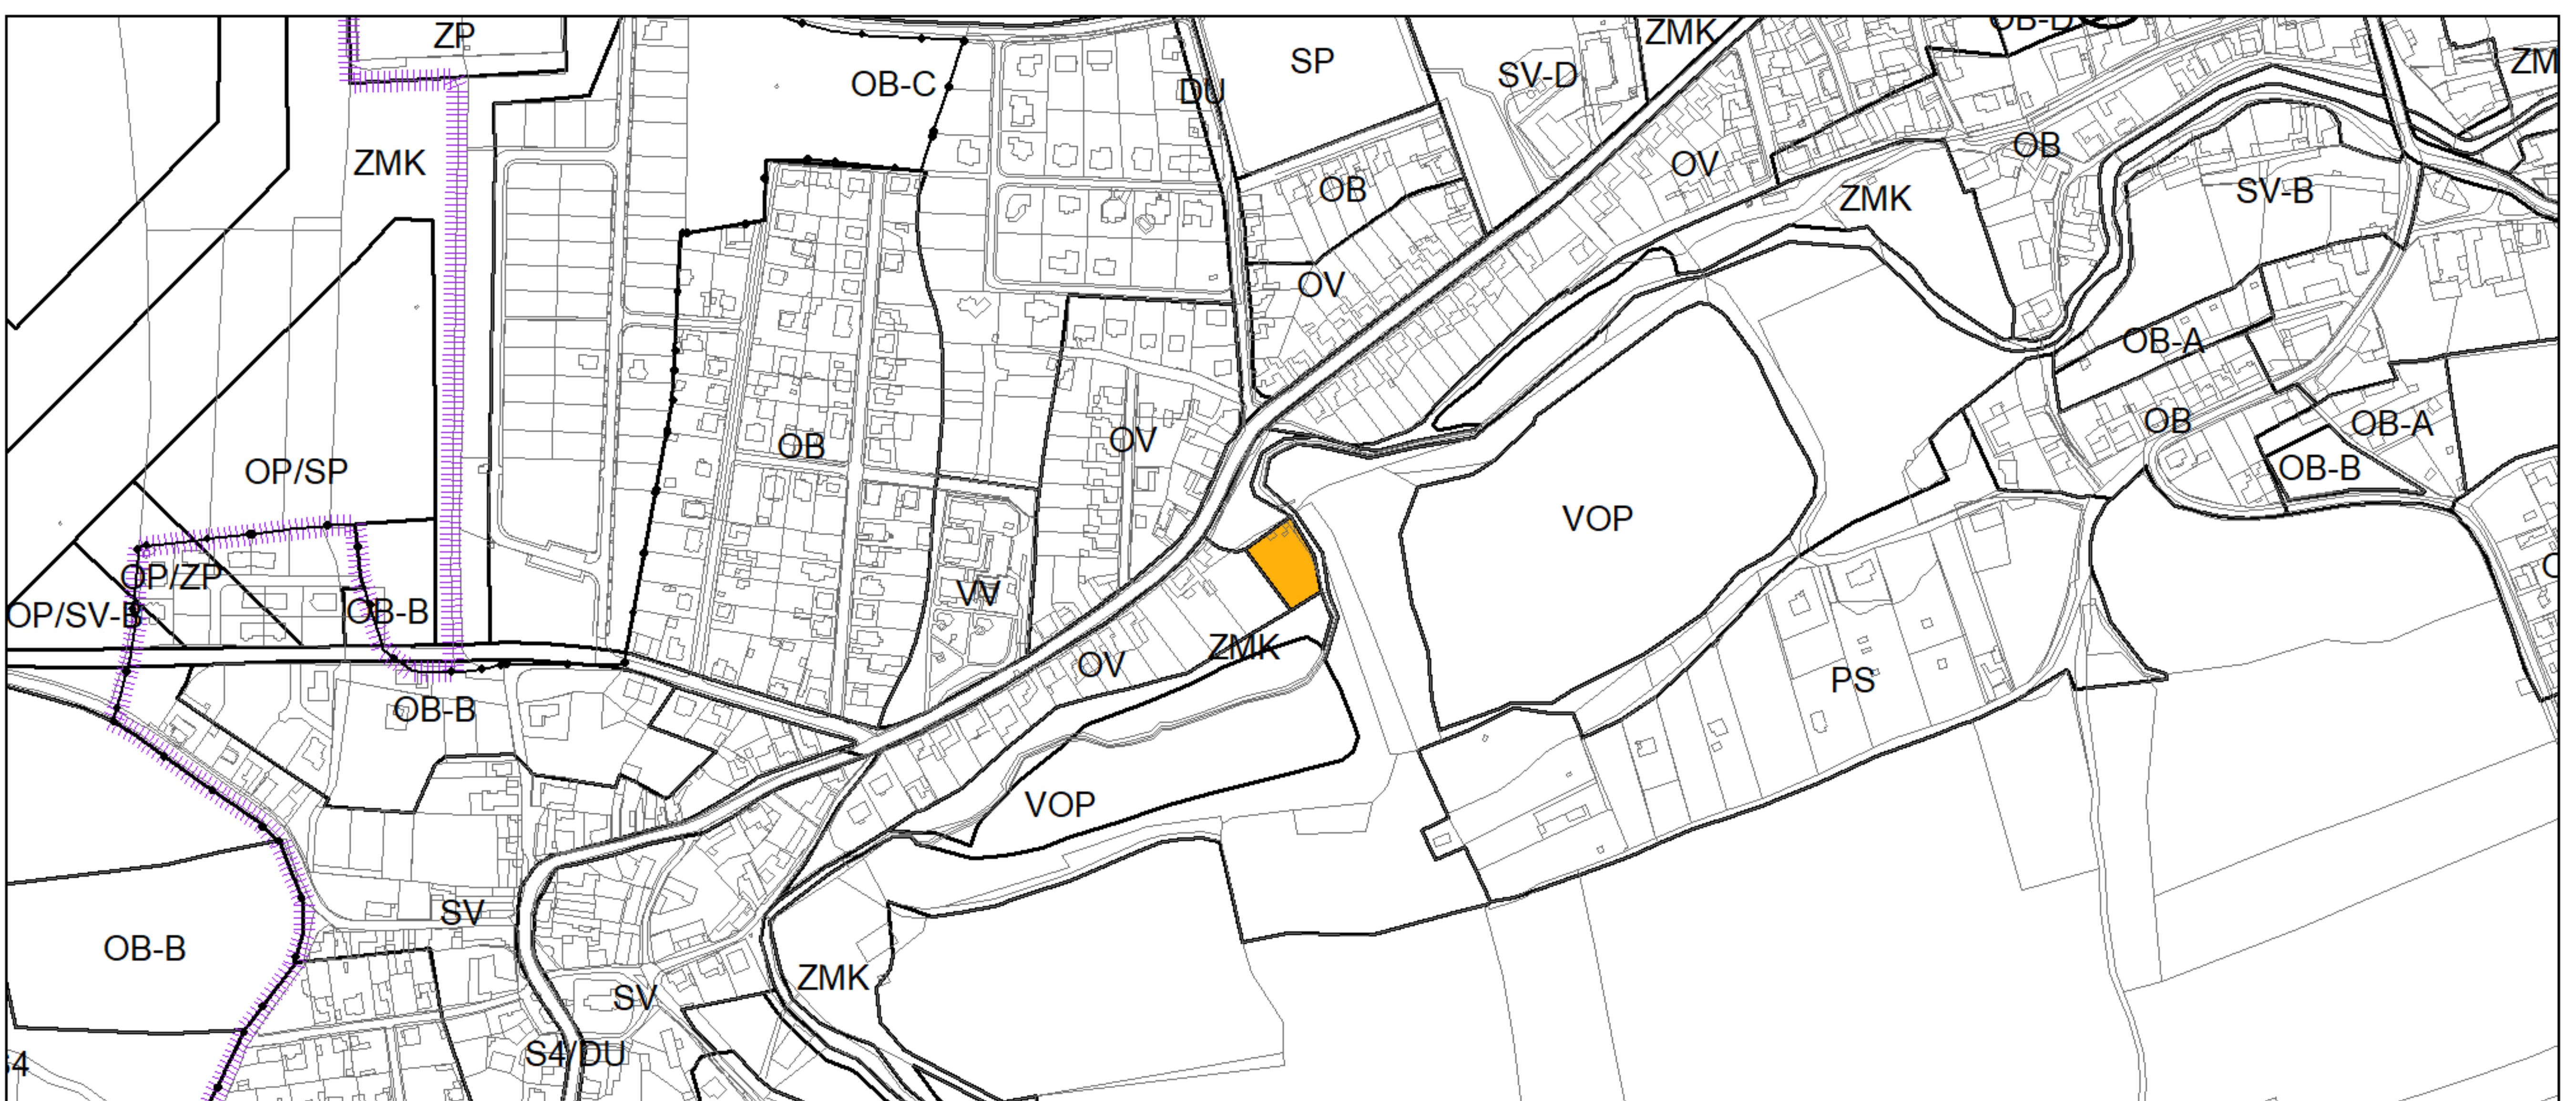 ZP
ZMK
OB-D
SP
ZM
SV-D
OB-C
DU
OB
ZMK
OV
OB
ZMK
SV-B
OV
OB-A
OB
OV
OB
OB-A
OP/SP
OB-B
VOP
OP/ZP
VV
OP/SV-B
OB-B
ZMK
OV
PS
OB-B
VOP
SV
OB-B
ZMK
SV
S4/DU